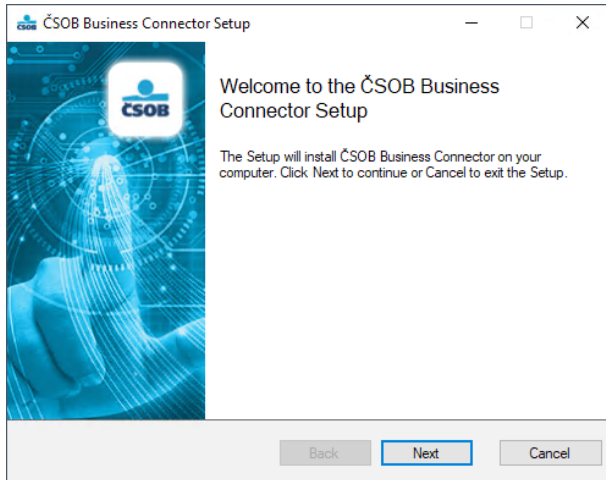 ČSOB Business Connector Setup
ČSOB
Welcome to the ČSOB Business
Connector Setup
The Setup will install ČSOB Business Connector on your
computer. Click Next to continue or Cancel to exit the Setup.
Back Next Cancel